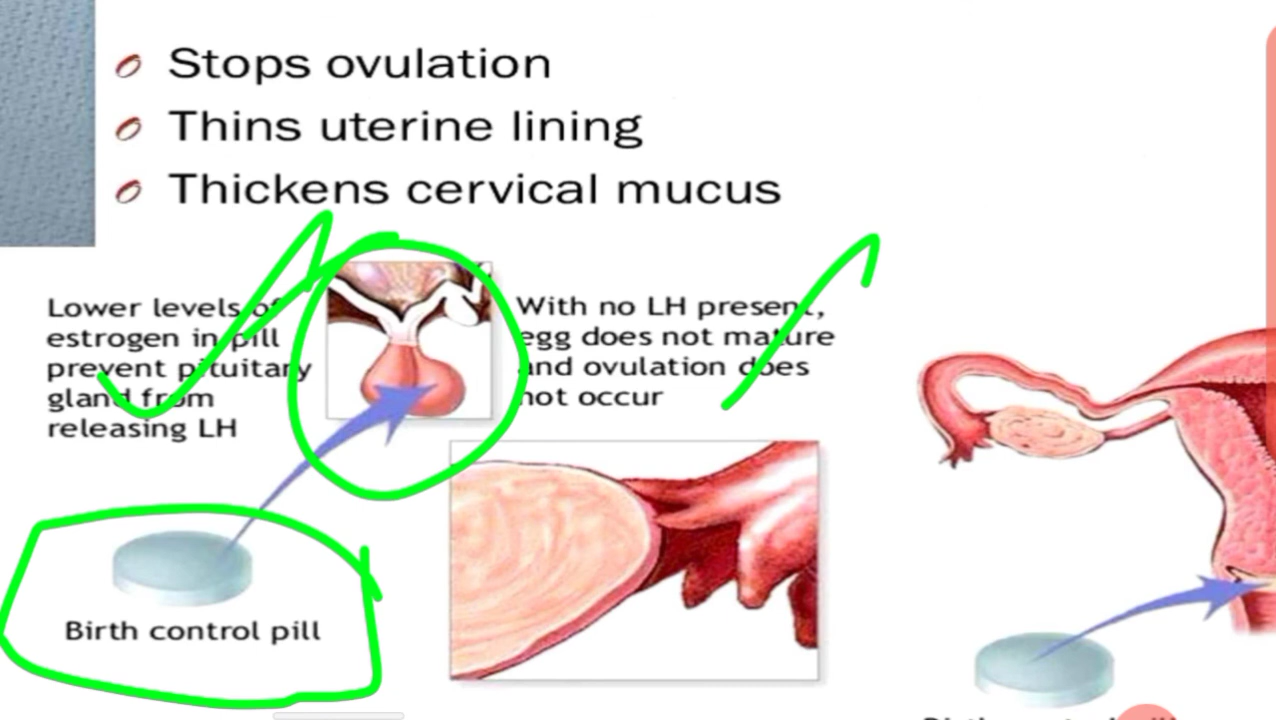 Stops ovulation
Thins uterine lining
Thickens cervical mucus
Lower levels of
estrogen in pill
prevent pituitary
gland from
releasing LH
With no LH present,
egg does not mature
and ovulation does
not occur
Birth control pill